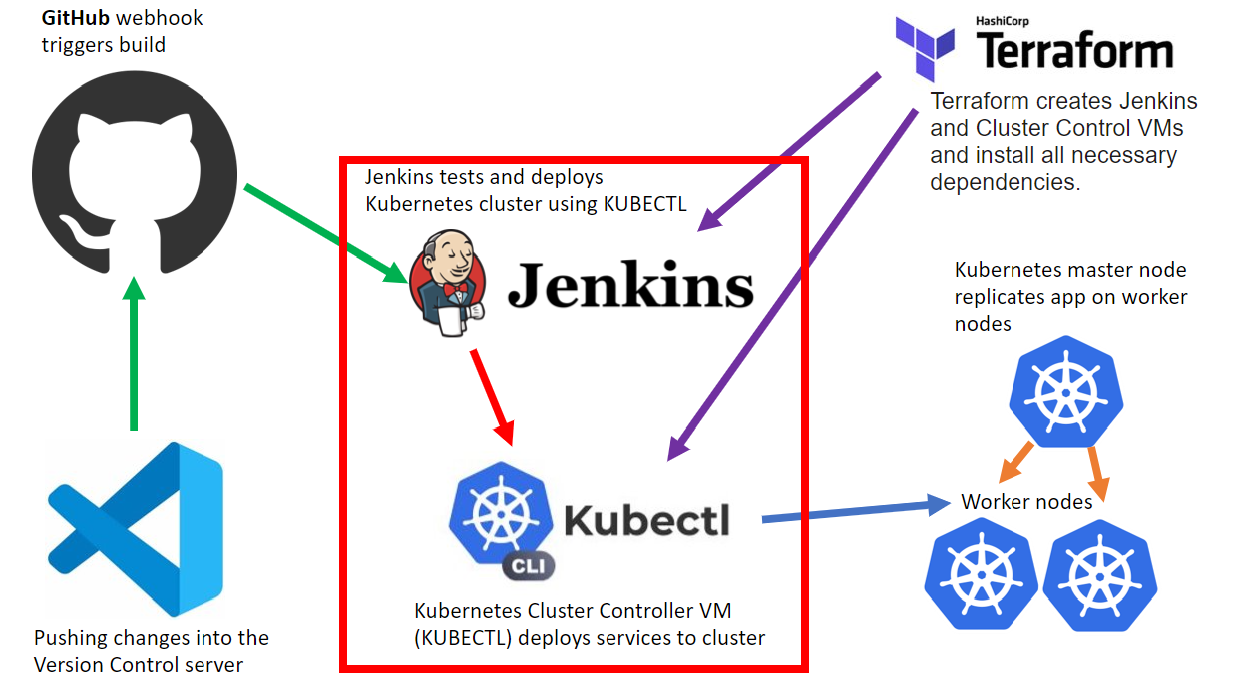 GitHub webhook
triggers build
HashiCorp
Terraform
Terraform creates Jenkins
and Cluster Control VMs
and install all necessary
dependencies.
Jenkins tests and deploys
Kubernetes cluster using KUBECTL
Jenkins
Kubernetes master node
replicates app on worker
nodes
Kubectl
CLI
Worker nodes
Kubernetes Cluster Controller VM
(KUBECTL) deploys services to cluster
Pushing changes into the
Version Control server